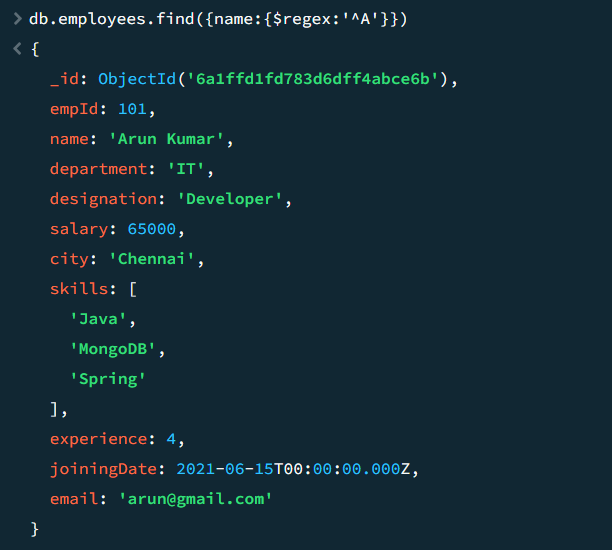 db.employees.find({name:{$regex:'^A'}})
{
_id: ObjectId('6a1ffd1fd783d6dff4abce6b'),
empId: 101,
name: 'Arun Kumar',
department: 'IT',
designation: 'Developer',
salary: 65000,
city: 'Chennai',
skills: [
'Java',
'MongoDB',
'Spring'
],
experience: 4,
joiningDate: 2021-06-15T00:00:00.000Z,
email: 'arun@gmail.com'
}